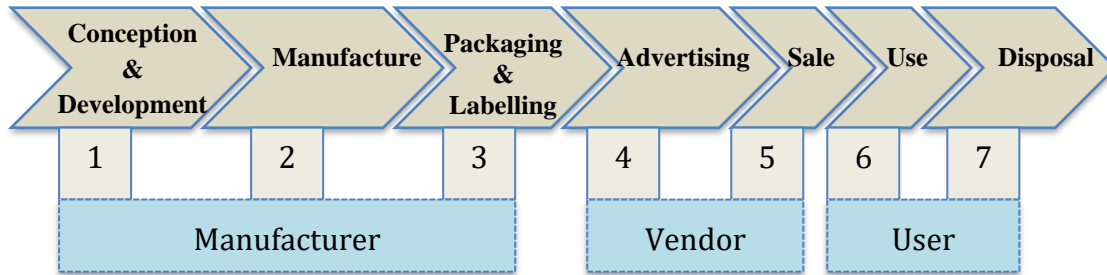 Conception
&
Development
Manufacture
Packaging
&
Labelling
Advertising
Sale
Use
Disposal
1
2
3
4
5
6
7
Manufacturer
Vendor
User